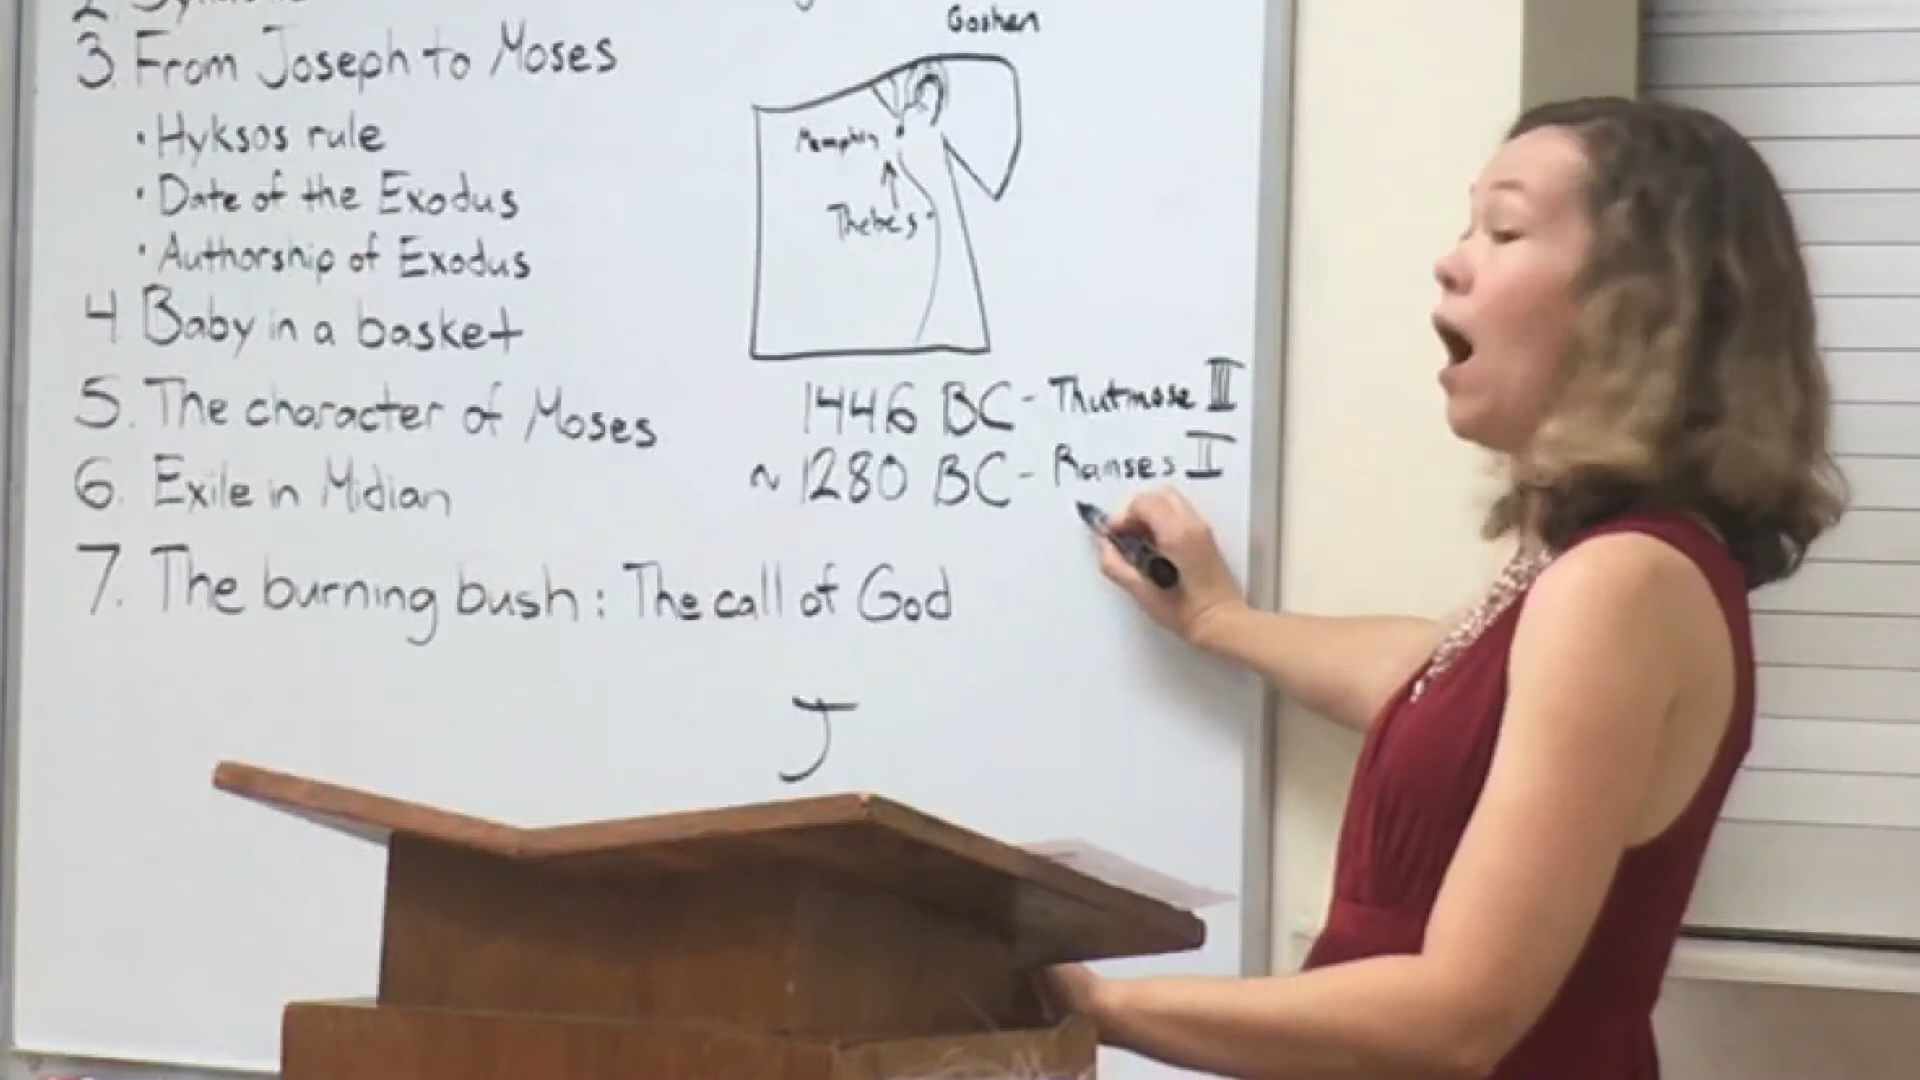 3. From Joseph to Moses
• Hyksos rule
• Date of the Exodus
• Authorship of Exodus
4 Baby in a basket
5. The character of Moses
6. Exile in Midian
7. The burning bush: The call of God
Goshen
Memphis
Thebes
1446 BC - Thutmose III
~ 1280 BC - Ramses II
J